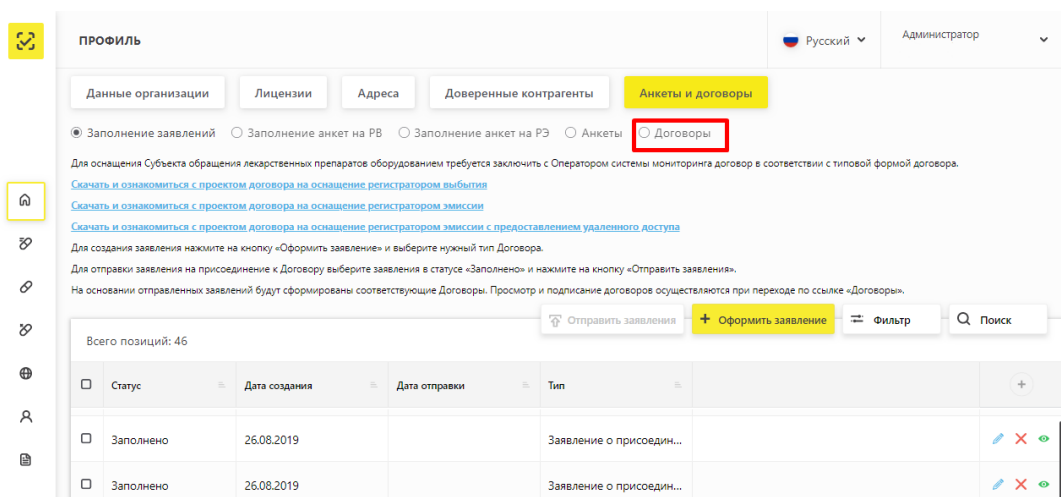 ПРОФИЛЬ
Русский
Администратор
Данные организации
Лицензии
Адреса
Доверенные контрагенты
Анкеты и договоры
Заполнение заявлений
Заполнение анкет на РВ
Заполнение анкет на РЭ
Анкеты
Договоры
Для оснащения Субъекта обращения лекарственных препаратов оборудованием требуется заключить с Оператором системы мониторинга договор в соответствии с типовой формой договора.
Скачать и ознакомиться с проектом договора на оснащение регистратором выбытия
Скачать и ознакомиться с проектом договора на оснащение регистратором эмиссии
Скачать и ознакомиться с проектом договора на оснащение регистратором эмиссии с предоставлением удаленного доступа
Для создания заявления нажмите на кнопку «Оформить заявление» и выберите нужный тип Договора.
Для отправки заявления на присоединение к Договору выберите заявления в статусе «Заполнено» и нажмите на кнопку «Отправить заявления».
На основании отправленных заявлений будут сформированы соответствующие Договоры. Просмотр и подписание договоров осуществляются при переходе по ссылке «Договоры».
Отправить заявления
+ Оформить заявление
Фильтр
Поиск
Всего позиций: 46
Статус
Дата создания
Дата отправки
Тип
Заполнено
26.08.2019
Заявление о присоедин...
Заполнено
26.08.2019
Заявление о присоедин...